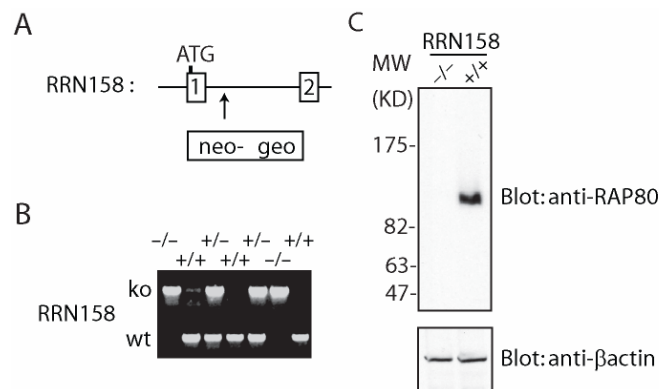 A
ATG
RRN158 :
1
2
neo- geo
B
−/− +/− +/− +/+
+/+ +/+ −/−
ko
RRN158
wt
C
RRN158
MW
−/− +/+
(KD)
175-
Blot: anti-RAP80
82-
63-
47-
Blot: anti-βactin